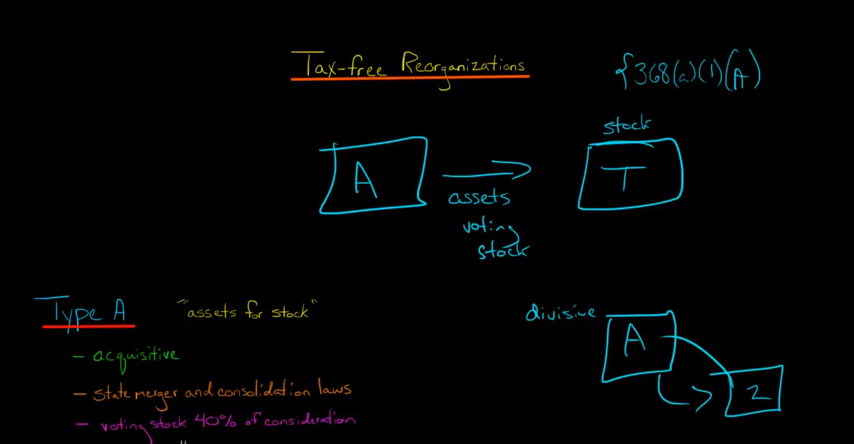 Tax-free Reorganizations
{368(a)(1)(A)
stock
A
T
assets
voting
stock
Type A
"assets for stock"
divisive
A
- acquisitive
- state merger and consolidation laws
2
- voting stock 40% of consideration